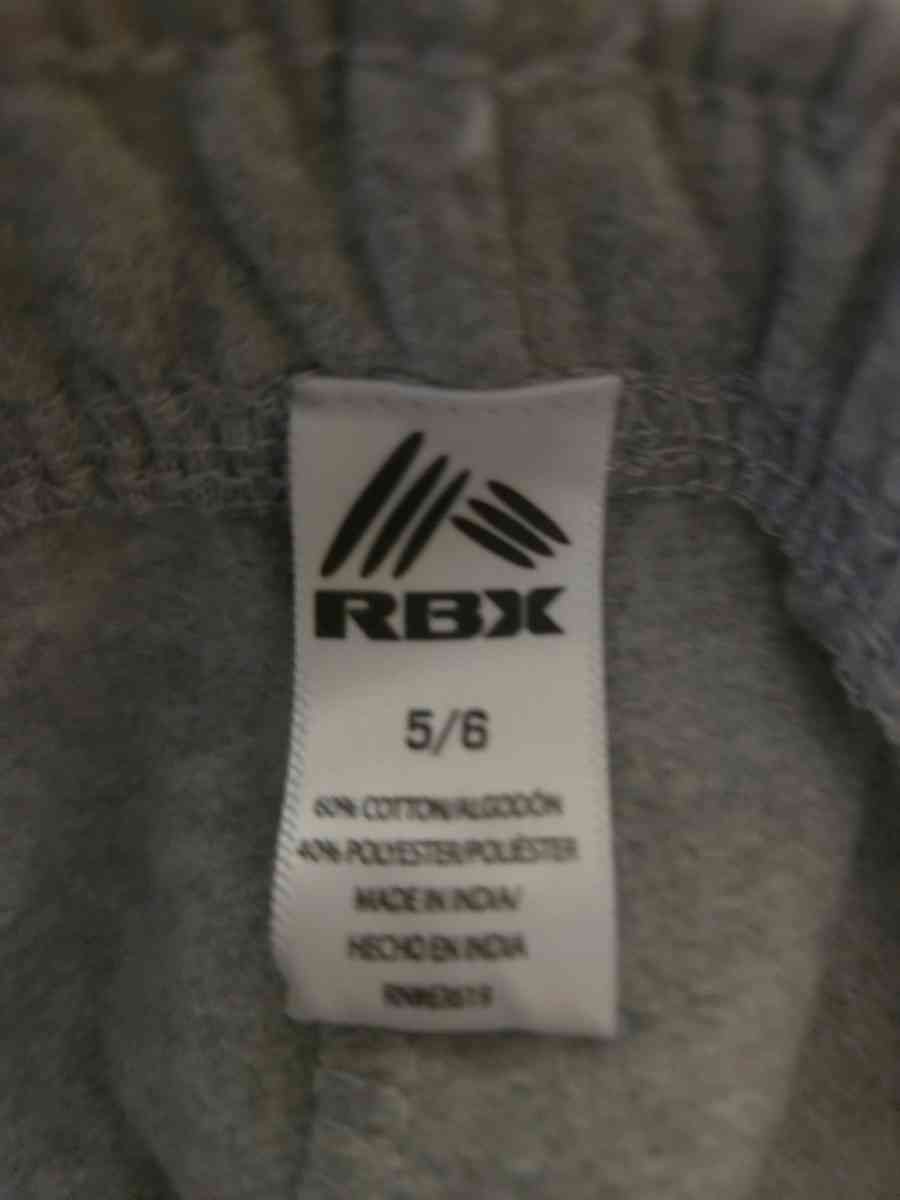 RBX
5/6
60% COTTON/ALGODÓN
40% POLYESTER/POLIÉSTER
MADE IN INDIA/
HECHO EN INDIA